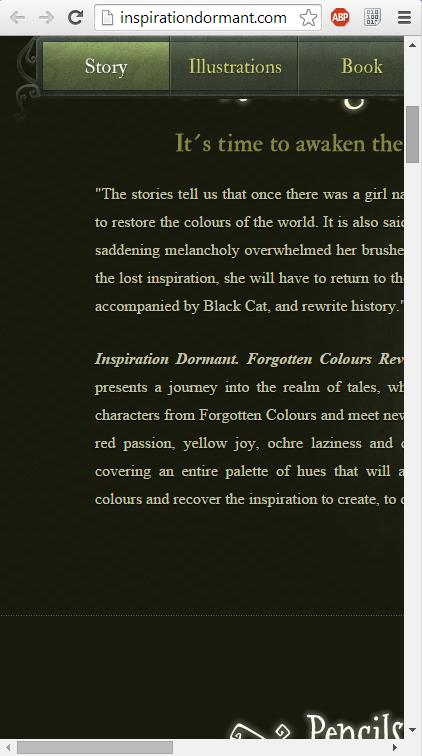 inspirationdormant.com
ABP
Story
Illustrations
Book
It´s time to awaken the
"The stories tell us that once there was a girl na
to restore the colours of the world. It is also said
saddening melancholy overwhelmed her brushe
the lost inspiration, she will have to return to th
accompanied by Black Cat, and rewrite history."
Inspiration Dormant. Forgotten Colours Rev
presents a journey into the realm of tales, wh
characters from Forgotten Colours and meet new
red passion, yellow joy, ochre laziness and
covering an entire palette of hues that will a
colours and recover the inspiration to create, to
Pencils